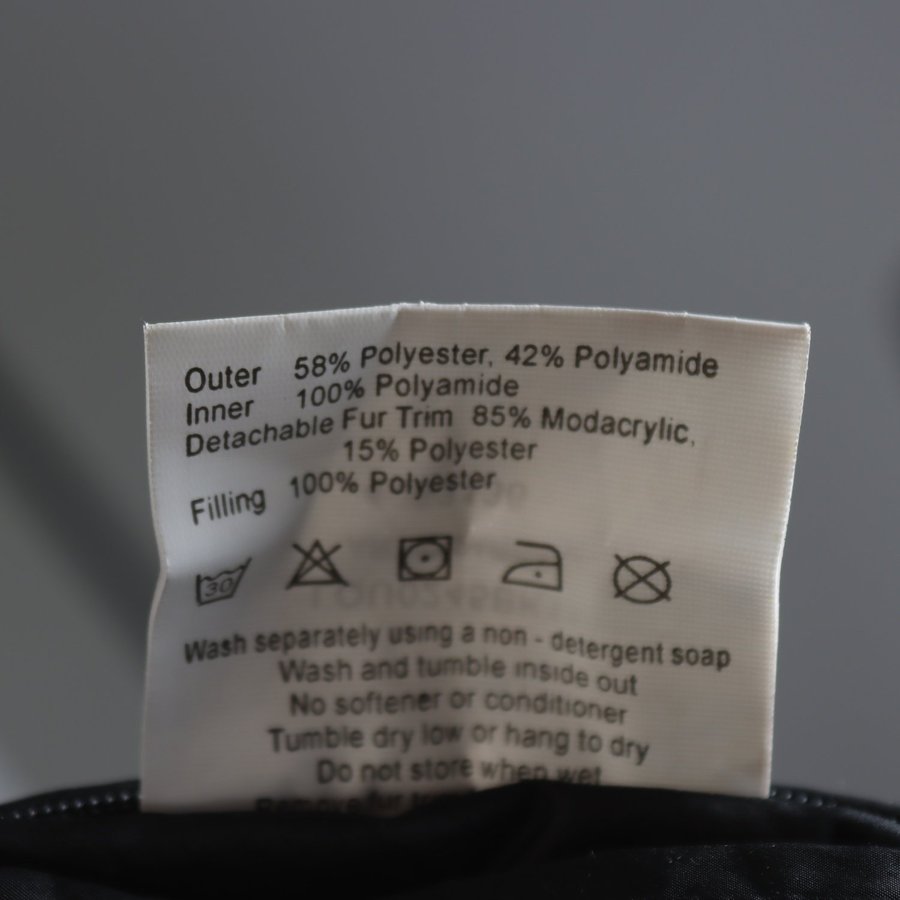 Outer 58% Polyester, 42% Polyamide
Inner 100% Polyamide
Detachable Fur Trim 85% Modacrylic,
15% Polyester
Filling 100% Polyester
30
Wash separately using a non - detergent soap
Wash and tumble inside out
No softener or conditioner
Tumble dry low or hang to dry
Do not store when wet
Remove fur